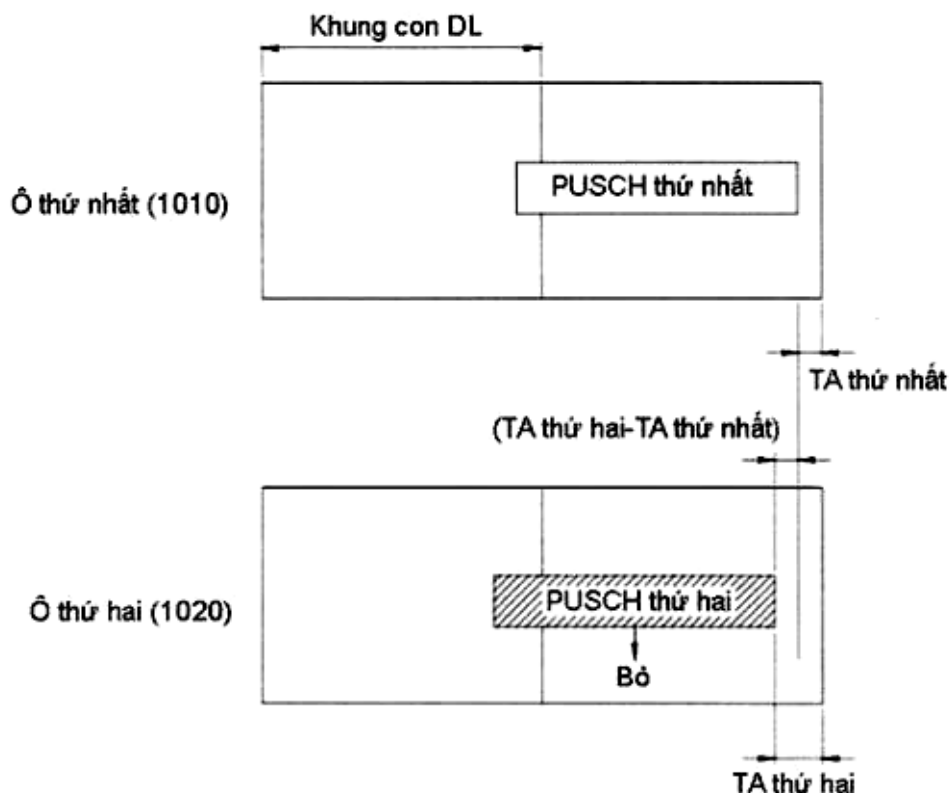 Khung con DL
PUSCH thứ nhất
Ô thứ nhất (1010)
TA thứ nhất
(TA thứ hai-TA thứ nhất)
PUSCH thứ hai
Ô thứ hai (1020)
Bỏ
TA thứ hai